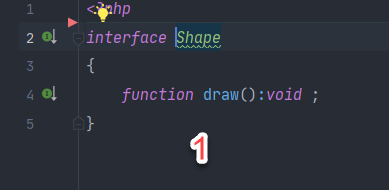 1 <?php
2 interface Shape
3 {
4 function draw():void ;
5 }
1